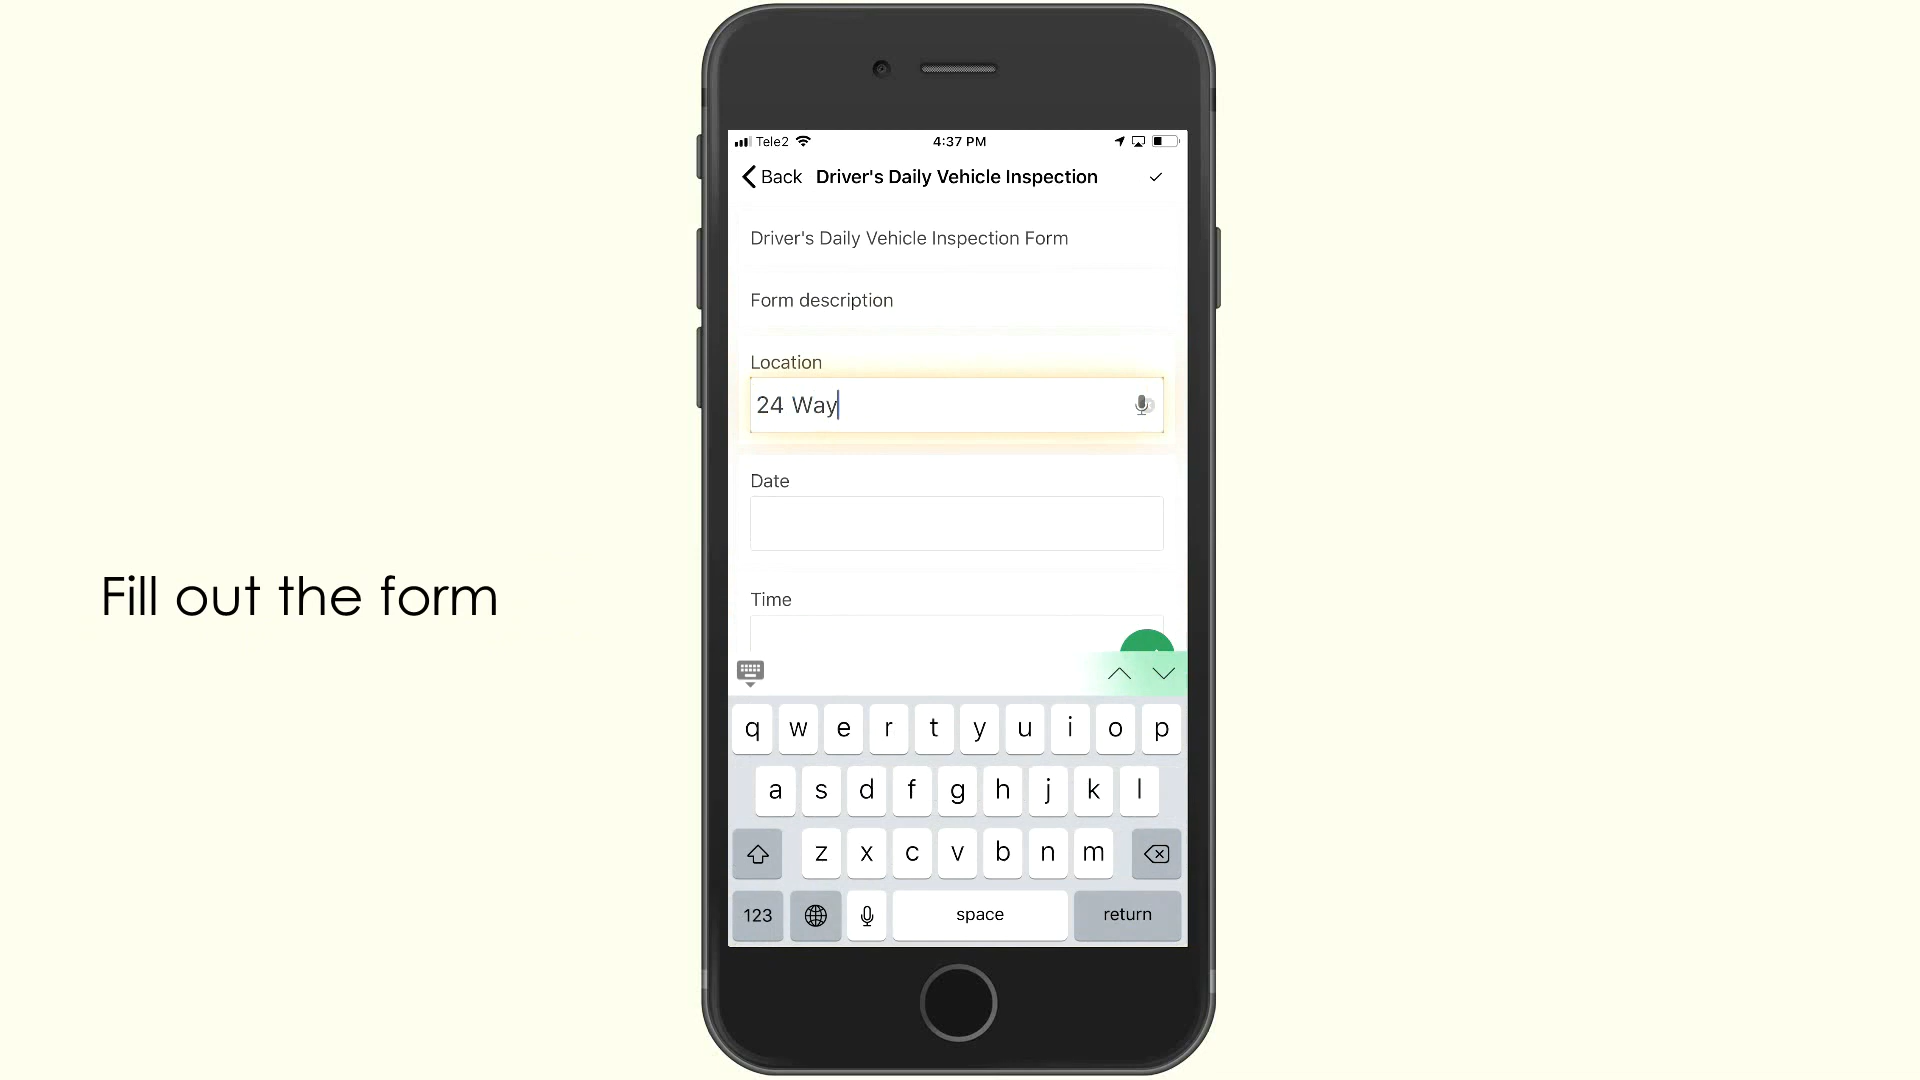 Tele2 4:37 PM
Back Driver's Daily Vehicle Inspection
Driver's Daily Vehicle Inspection Form
Form description
Location
24 Way
Date
Fill out the form
Time
q w e r t y u i o p
a s d f g h j k l
z x c v b n m
123 space return